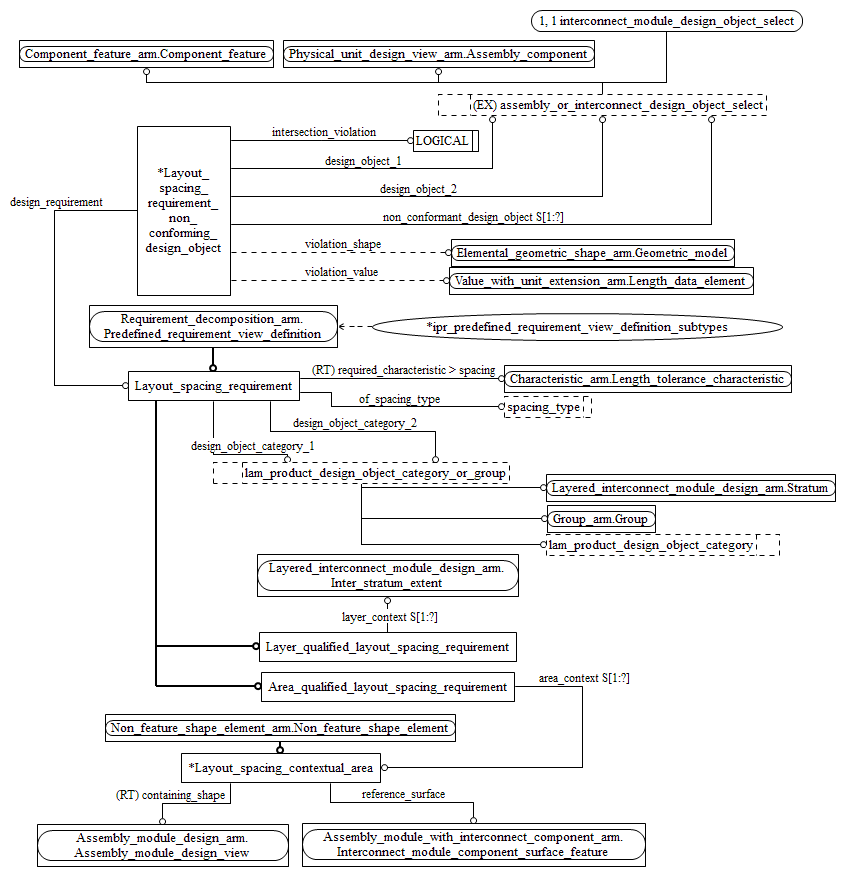 1, 1 interconnect_module_design_object_select
Component_feature_arm.Component_feature
Physical_unit_design_view_arm.Assembly_component
(EX) assembly_or_interconnect_design_object_select
intersection_violation
LOGICAL
*Layout_
spacing_
requirement_
non_
conforming_
design_object
design_object_1
design_object_2
design_requirement
non_conformant_design_object S[1:?]
violation_shape
Elemental_geometric_shape_arm.Geometric_model
violation_value
Value_with_unit_extension_arm.Length_data_element
Requirement_decomposition_arm.
Predefined_requirement_view_definition
*ipr_predefined_requirement_view_definition_subtypes
(RT) required_characteristic > spacing
Characteristic_arm.Length_tolerance_characteristic
Layout_spacing_requirement
of_spacing_type
spacing_type
design_object_category_2
design_object_category_1
lam_product_design_object_category_or_group
Layered_interconnect_module_design_arm.Stratum
Group_arm.Group
lam_product_design_object_category
Layered_interconnect_module_design_arm.
Inter_stratum_extent
layer_context S[1:?]
Layer_qualified_layout_spacing_requirement
area_context S[1:?]
Area_qualified_layout_spacing_requirement
Non_feature_shape_element_arm.Non_feature_shape_element
*Layout_spacing_contextual_area
(RT) containing_shape
reference_surface
Assembly_module_design_arm.
Assembly_module_design_view
Assembly_module_with_interconnect_component_arm.
Interconnect_module_component_surface_feature